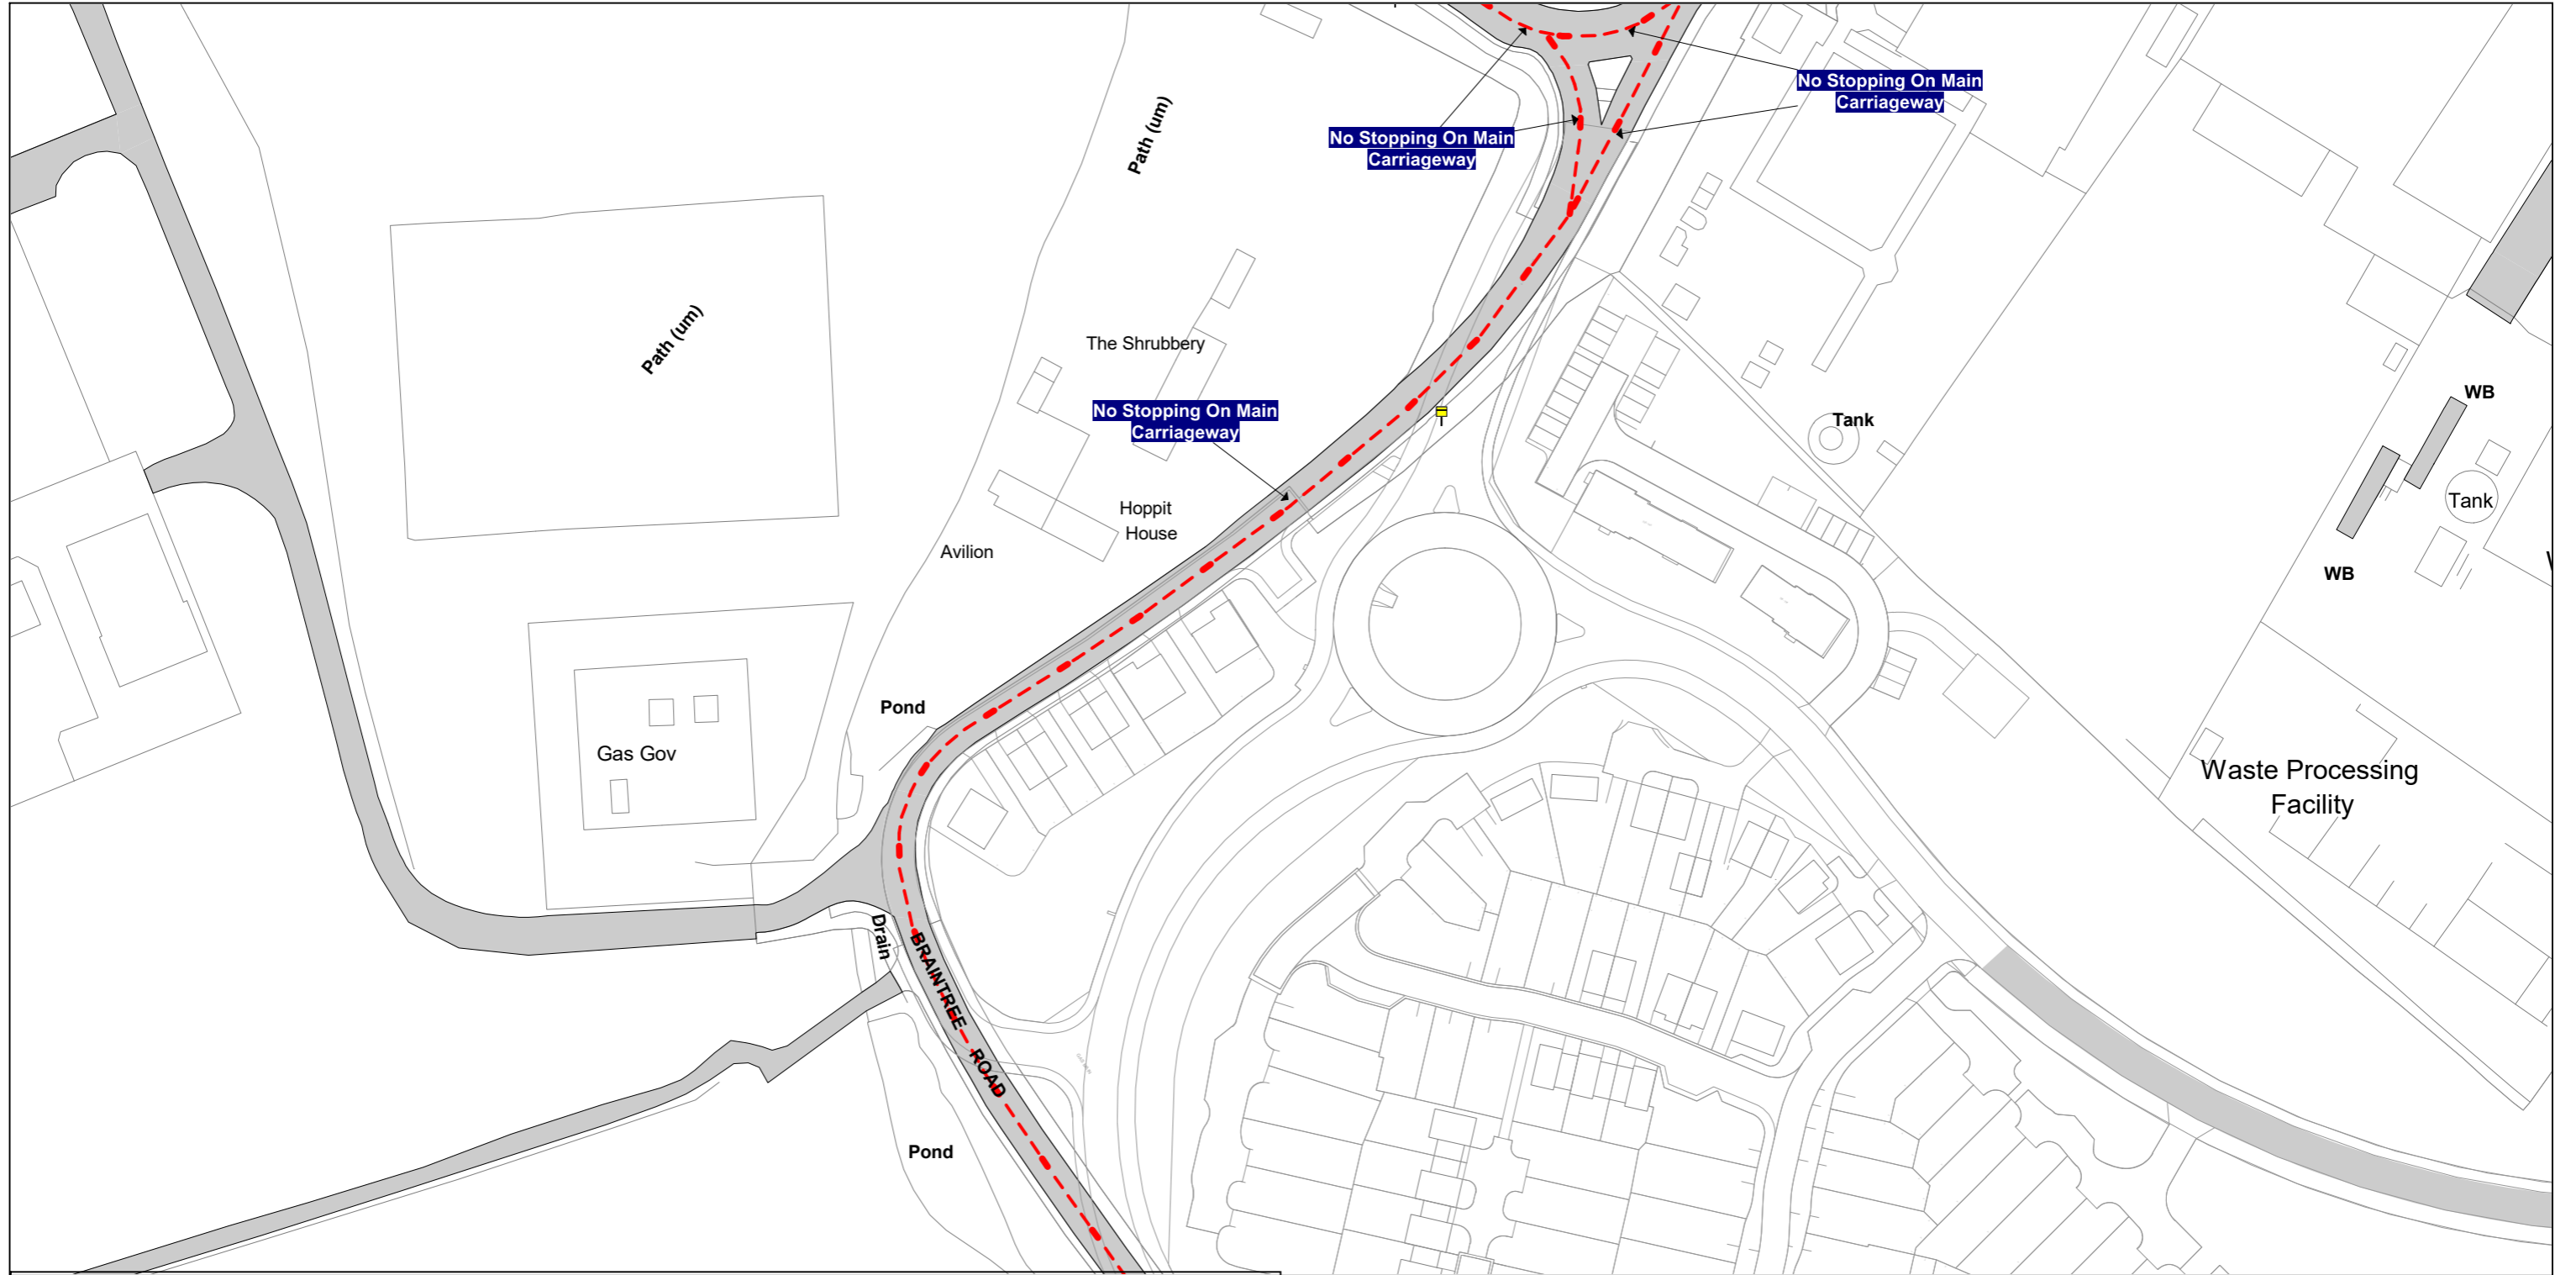 No Stopping On Main
Carriageway
No Stopping On Main
Carriageway
Path (um)
Path (um)
The Shrubbery
No Stopping On Main
Carriageway
WB
Tank
Tank
Hoppit
House
Avilion
WB
Pond
Gas Gov
Waste Processing
Facility
Drain
BRAINTREE ROAD
Pond